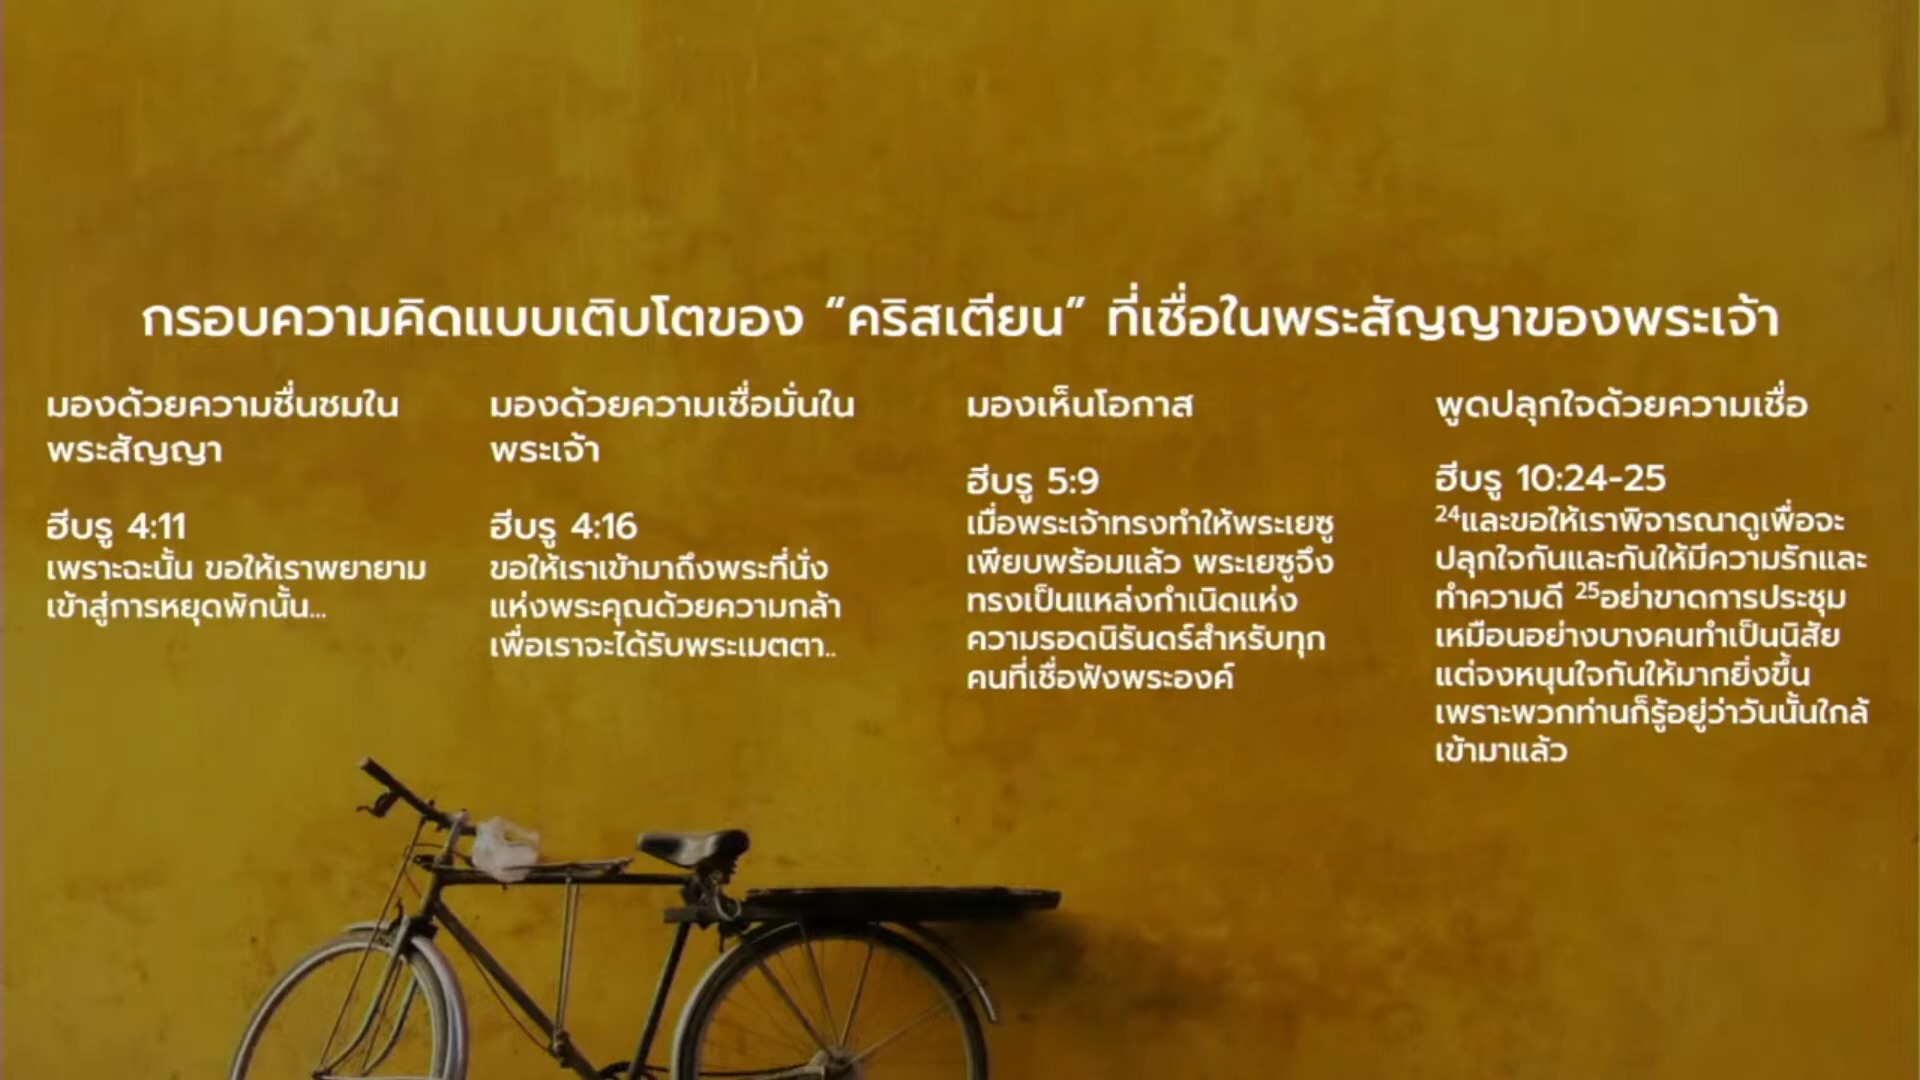 กรอบความคิดแบบเติบโตของ “คริสเตียน” ที่เชื่อในพระสัญญาของพระเจ้า
มองด้วยความชื่นชมใน
พระสัญญา
ฮีบรู 4:11
เพราะฉะนั้น ขอให้เราพยายาม
เข้าสู่การหยุดพักนั้น...
มองด้วยความเชื่อมั่นใน
พระเจ้า
ฮีบรู 4:16
ขอให้เราเข้ามาถึงพระที่นั่ง
แห่งพระคุณด้วยความกล้า
เพื่อเราจะได้รับพระเมตตา..
มองเห็นโอกาส
ฮีบรู 5:9
เมื่อพระเจ้าทรงทำให้พระเยซู
เพียบพร้อมแล้ว พระเยซูจึง
ทรงเป็นแหล่งกำเนิดแห่ง
ความรอดนิรันดร์สำหรับทุก
คนที่เชื่อฟังพระองค์
พูดปลุกใจด้วยความเชื่อ
ฮีบรู 10:24-25
²⁴และขอให้เราพิจารณาดูเพื่อจะ
ปลุกใจกันและกันให้มีความรักและ
ทำความดี ²⁵อย่าขาดการประชุม
เหมือนอย่างบางคนทำเป็นนิสัย
แต่จงหนุนใจกันให้มากยิ่งขึ้น
เพราะพวกท่านก็รู้อยู่ว่าวันนั้นใกล้
เข้ามาแล้ว